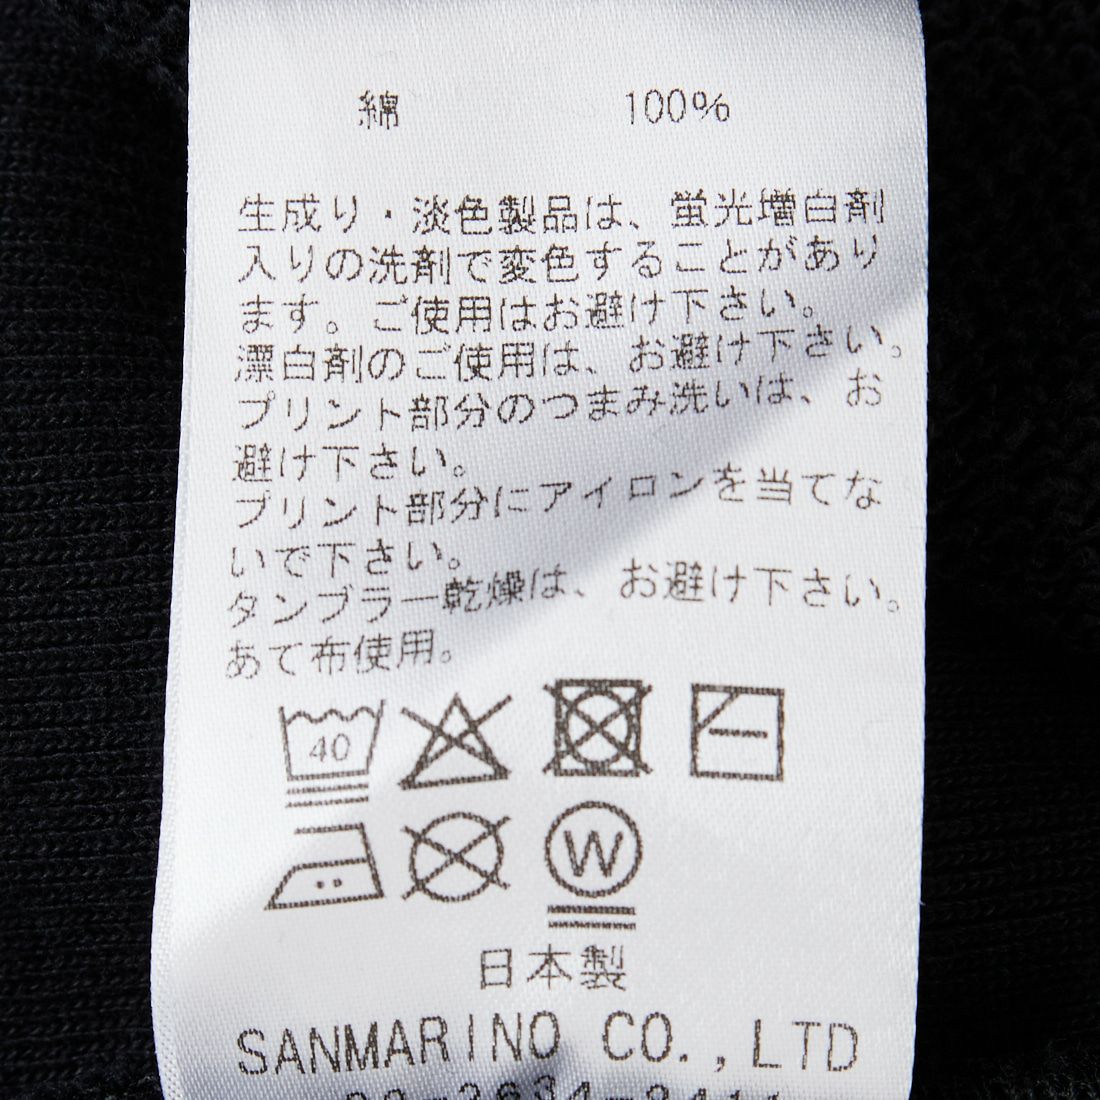 綿 100%
生成り・淡色製品は、蛍光増白剤
入りの洗剤で変色することがあり
ます。ご使用はお避け下さい。
漂白剤のご使用は、お避け下さい。
プリント部分のつまみ洗いは、お
避け下さい。
プリント部分にアイロンを当てな
いで下さい。
タンブラー乾燥は、お避け下さい。
あて布使用。
40
W
日本製
SANMARINO CO.,LTD